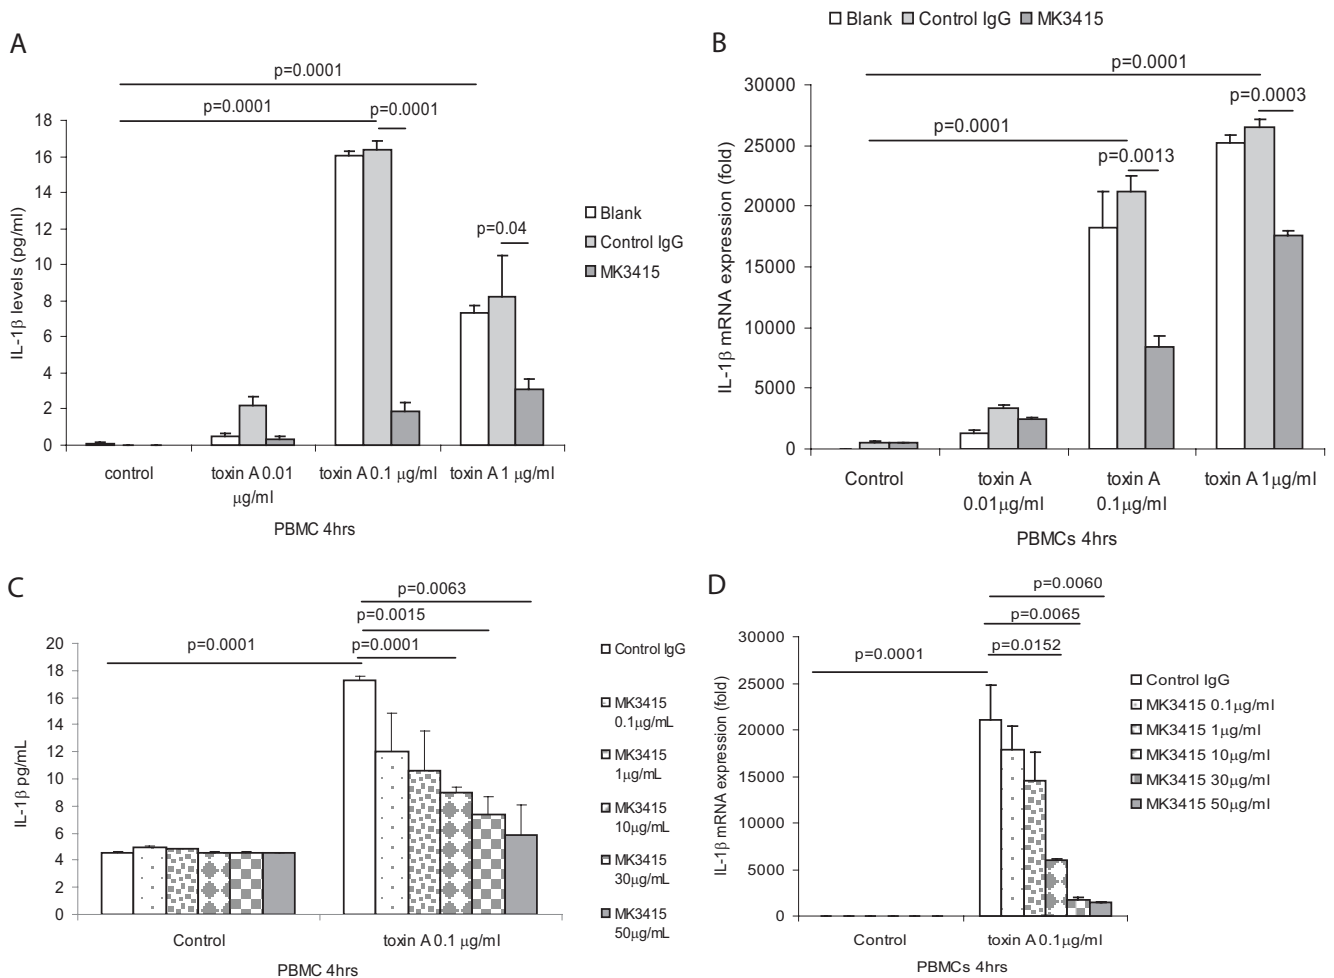 A
p=0.0001
p=0.0001
p=0.0001
p=0.04
18
16
14
12
10
8
6
4
2
0
IL-1β levels (pg/ml)
Blank
Control IgG
MK3415
control
toxin A 0.01
μg/ml
toxin A 0.1 μg/ml
toxin A 1 μg/ml
PBMC 4hrs
Blank Control IgG MK3415
B
p=0.0001
p=0.0003
p=0.0001
p=0.0013
30000
25000
20000
15000
10000
5000
0
IL-1β mRNA expression (fold)
Control
toxin A
0.01μg/ml
toxin A
0.1μg/ml
toxin A 1μg/ml
PBMCs 4hrs
C
p=0.0063
p=0.0015
p=0.0001
p=0.0001
20
18
16
14
12
10
8
6
4
2
0
IL-1β pg/mL
Control IgG
MK3415
0.1μg/mL
MK3415
1μg/mL
MK3415
10μg/mL
MK3415
30μg/mL
MK3415
50μg/mL
Control
toxin A 0.1 μg/ml
PBMC 4hrs
D
p=0.0060
p=0.0065
p=0.0152
p=0.0001
30000
25000
20000
15000
10000
5000
0
IL-1β mRNA expression (fold)
Control IgG
MK3415 0.1μg/ml
MK3415 1μg/ml
MK3415 10μg/ml
MK3415 30μg/ml
MK3415 50μg/ml
Control
toxin A 0.1μg/ml
PBMCs 4hrs